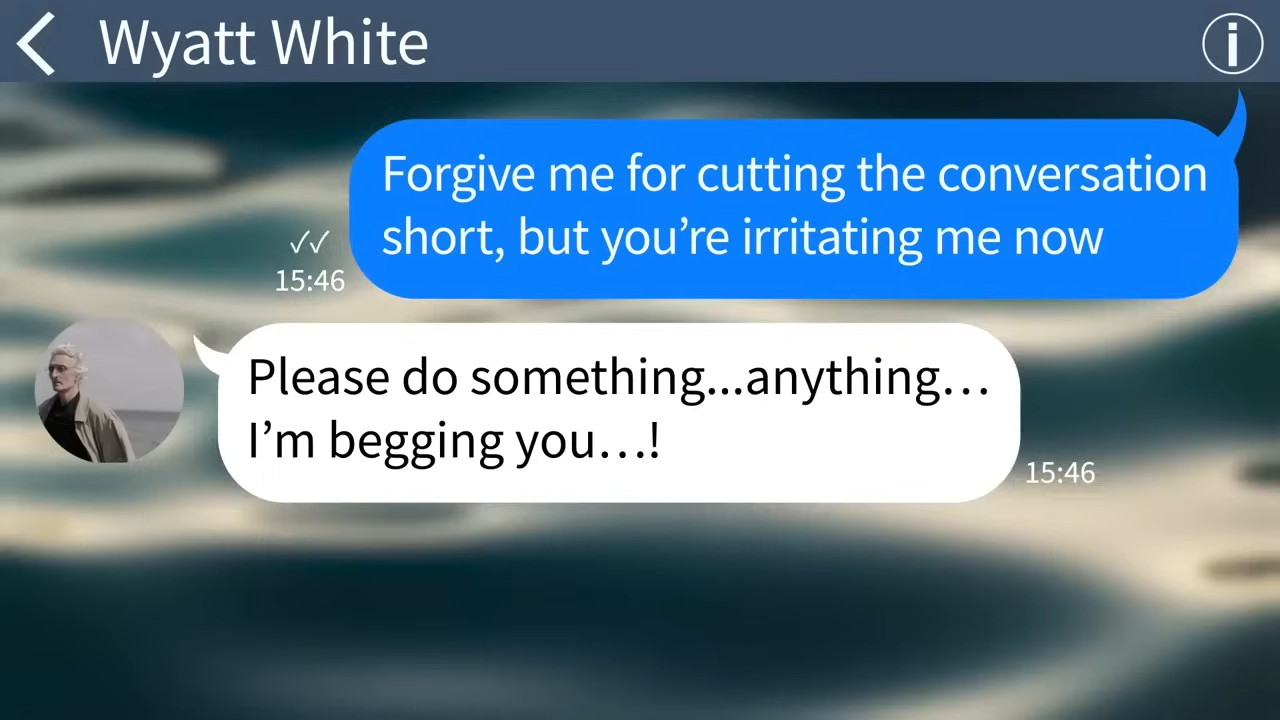 Wyatt White
Forgive me for cutting the conversation
short, but you’re irritating me now
✓✓
15:46
Please do something...anything…
I’m begging you…!
15:46